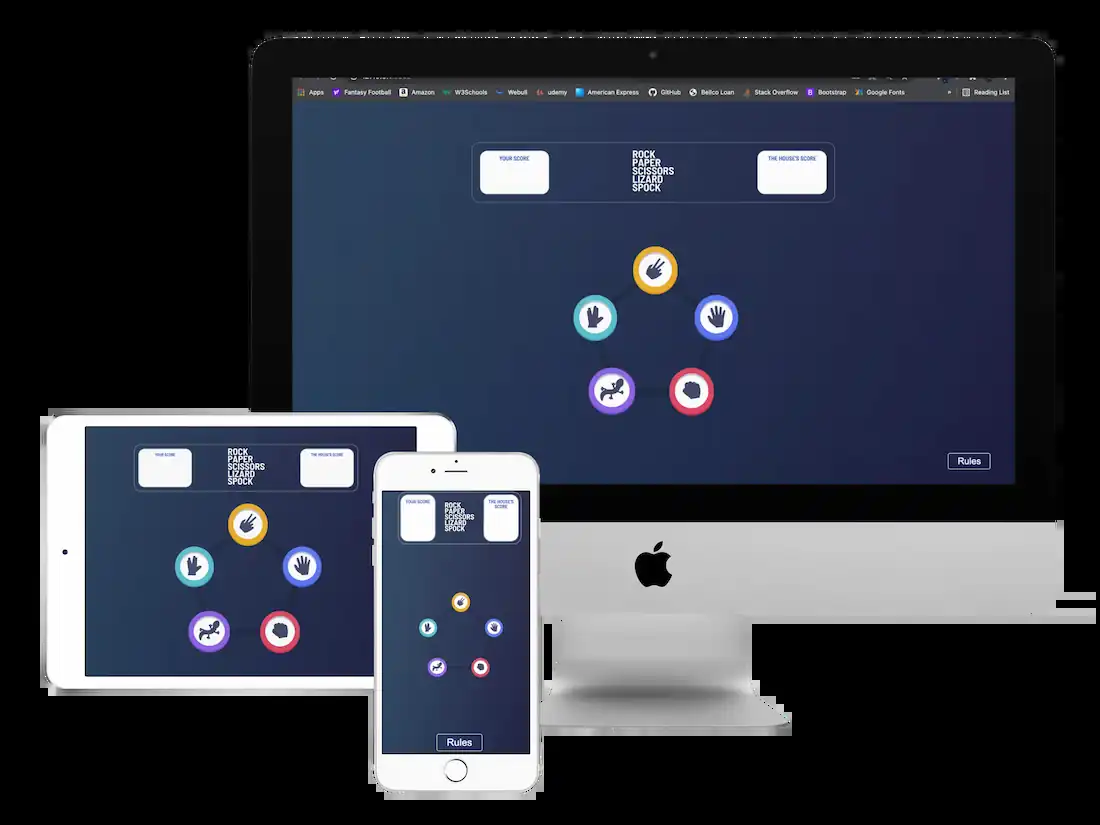 Apps Fantasy Football Amazon W3Schools Webull udemy American Express GitHub Bellco Loan Stack Overflow Bootstrap Google Fonts » Reading List
YOUR SCORE
ROCK
PAPER
SCISSORS
LIZARD
SPOCK
THE HOUSE'S SCORE
Rules
YOUR SCORE
ROCK
PAPER
SCISSORS
LIZARD
SPOCK
THE HOUSE'S SCORE
YOUR SCORE
ROCK
PAPER
SCISSORS
LIZARD
SPOCK
THE HOUSE'S
SCORE
Rules